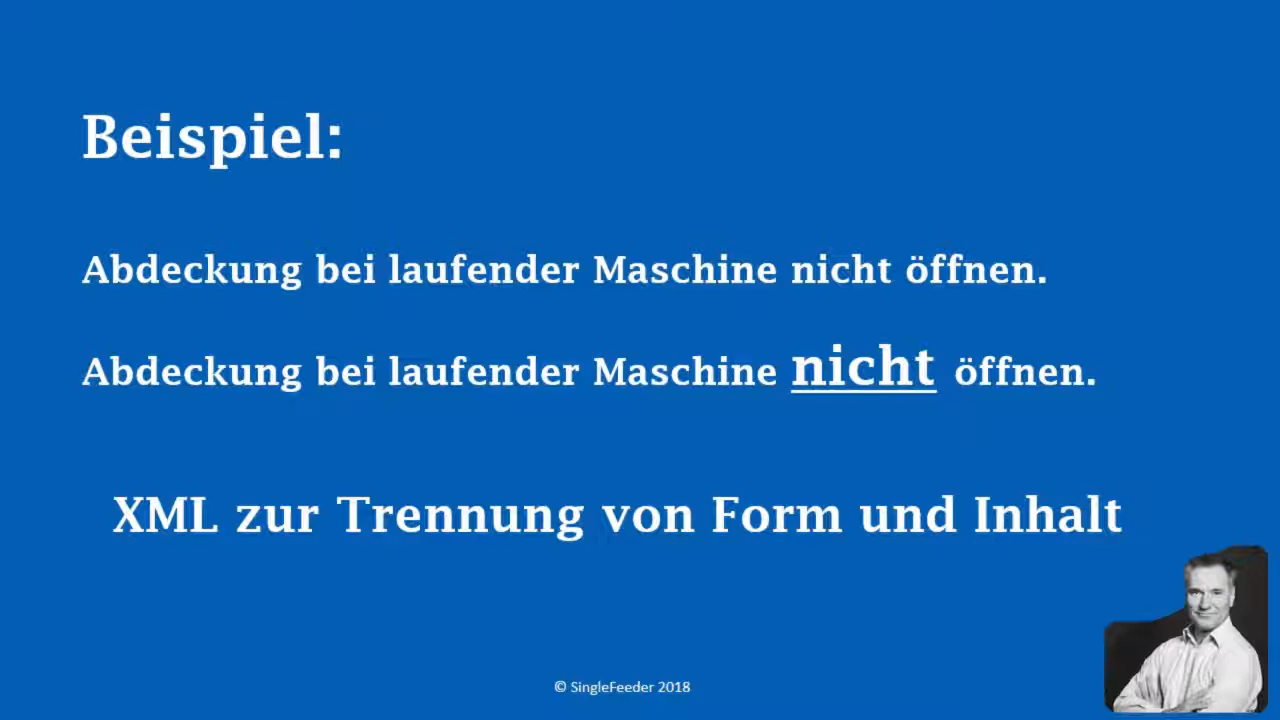 Beispiel:
Abdeckung bei laufender Maschine nicht öffnen.
Abdeckung bei laufender Maschine nicht öffnen.
XML zur Trennung von Form und Inhalt
© SingleFeeder 2018